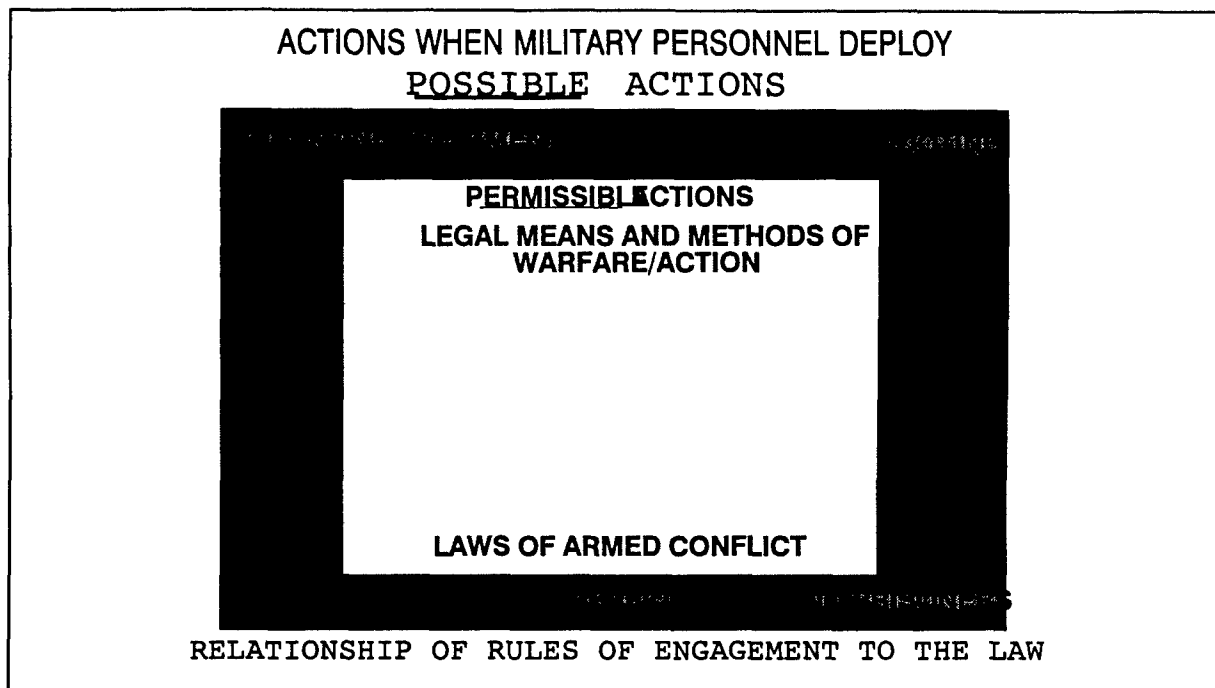 ACTIONS WHEN MILITARY PERSONNEL DEPLOY
POSSIBLE ACTIONS
PERMISSIBLACTIONS
LEGAL MEANS AND METHODS OF
WARFARE/ACTION
LAWS OF ARMED CONFLICT
RELATIONSHIP OF RULES OF ENGAGEMENT TO THE LAW